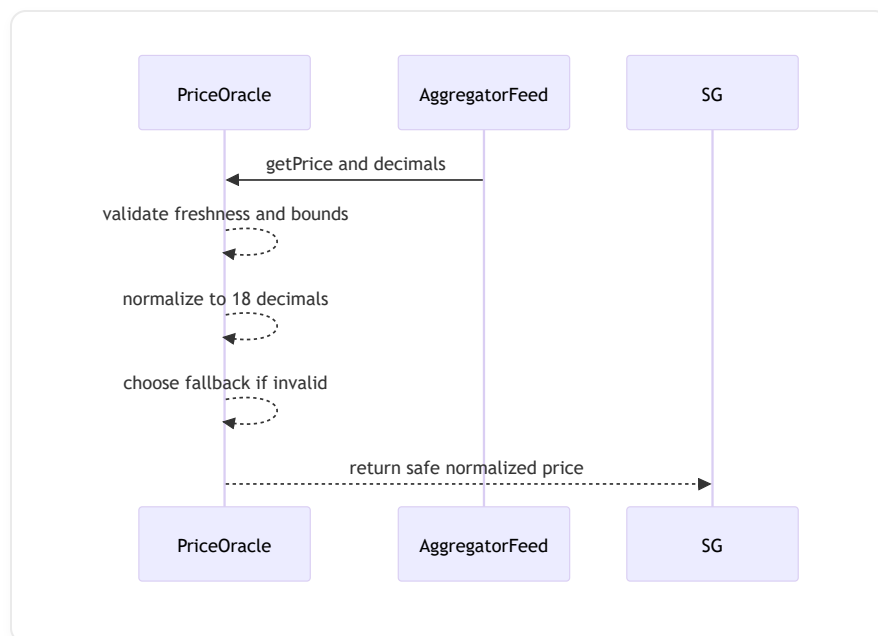 PriceOracle
AggregatorFeed
SG
getPrice and decimals
validate freshness and bounds
normalize to 18 decimals
choose fallback if invalid
return safe normalized price
PriceOracle
AggregatorFeed
SG